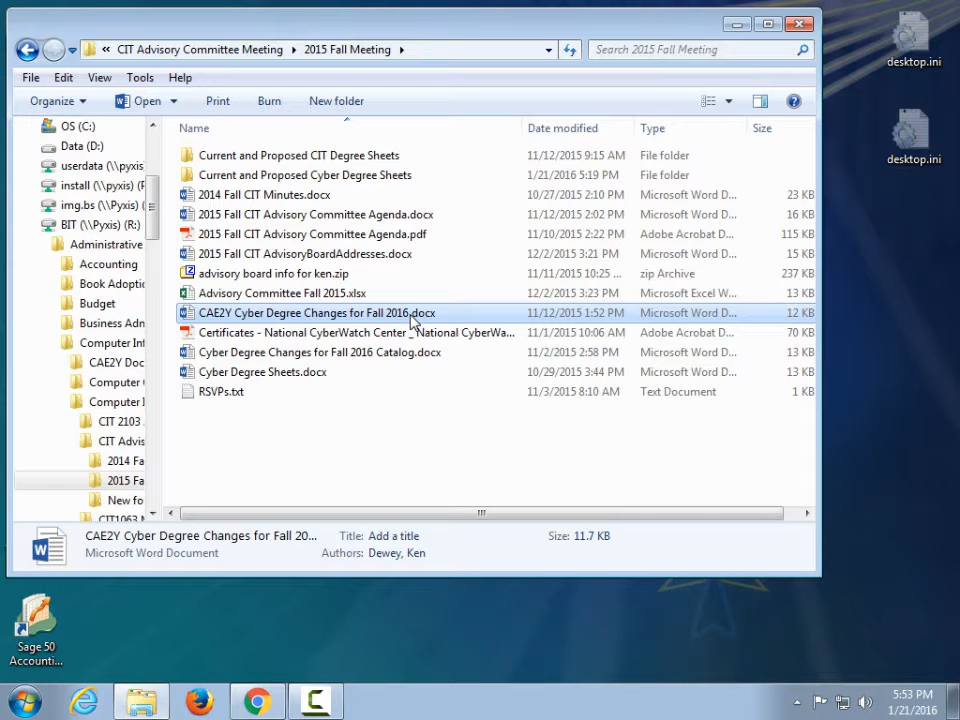 « CIT Advisory Committee Meeting 2015 Fall Meeting
Search 2015 Fall Meeting
File Edit View Tools Help
Organize Open Print Burn New folder
Name Date modified Type Size
OS (C:)
Data (D:)
userdata (\\pyxis)
install (\\pyxis) (P
img.bs (\\Pyxis) (
BIT (\\Pyxis) (R:)
Administrative
Accounting
Book Adoptio
Budget
Business Adm
Computer Inf
CAE2Y Doc
Computer
Computer I
CIT 2103
CIT Advis
2014 Fa
2015 Fa
New fo
CIT1063 M
Current and Proposed CIT Degree Sheets 11/12/2015 9:15 AM File folder
Current and Proposed Cyber Degree Sheets 1/21/2016 5:19 PM File folder
2014 Fall CIT Minutes.docx 10/27/2015 2:10 PM Microsoft Word D... 23 KB
2015 Fall CIT Advisory Committee Agenda.docx 11/12/2015 2:02 PM Microsoft Word D... 16 KB
2015 Fall CIT Advisory Committee Agenda.pdf 11/10/2015 2:22 PM Adobe Acrobat D... 115 KB
2015 Fall CIT AdvisoryBoardAddresses.docx 12/2/2015 3:21 PM Microsoft Word D... 15 KB
advisory board info for ken.zip 11/11/2015 10:25 ... zip Archive 237 KB
Advisory Committee Fall 2015.xlsx 12/2/2015 3:23 PM Microsoft Excel W... 13 KB
CAE2Y Cyber Degree Changes for Fall 2016.docx 11/12/2015 1:52 PM Microsoft Word D... 12 KB
Certificates - National CyberWatch Center _ National CyberWa... 11/1/2015 10:06 AM Adobe Acrobat D... 70 KB
Cyber Degree Changes for Fall 2016 Catalog.docx 11/2/2015 2:58 PM Microsoft Word D... 13 KB
Cyber Degree Sheets.docx 10/29/2015 3:44 PM Microsoft Word D... 13 KB
RSVPs.txt 11/3/2015 8:10 AM Text Document 1 KB
CAE2Y Cyber Degree Changes for Fall 20... Title: Add a title Size: 11.7 KB
Microsoft Word Document Authors: Dewey, Ken
desktop.ini
desktop.ini
Sage 50
Accounti...
5:53 PM
1/21/2016